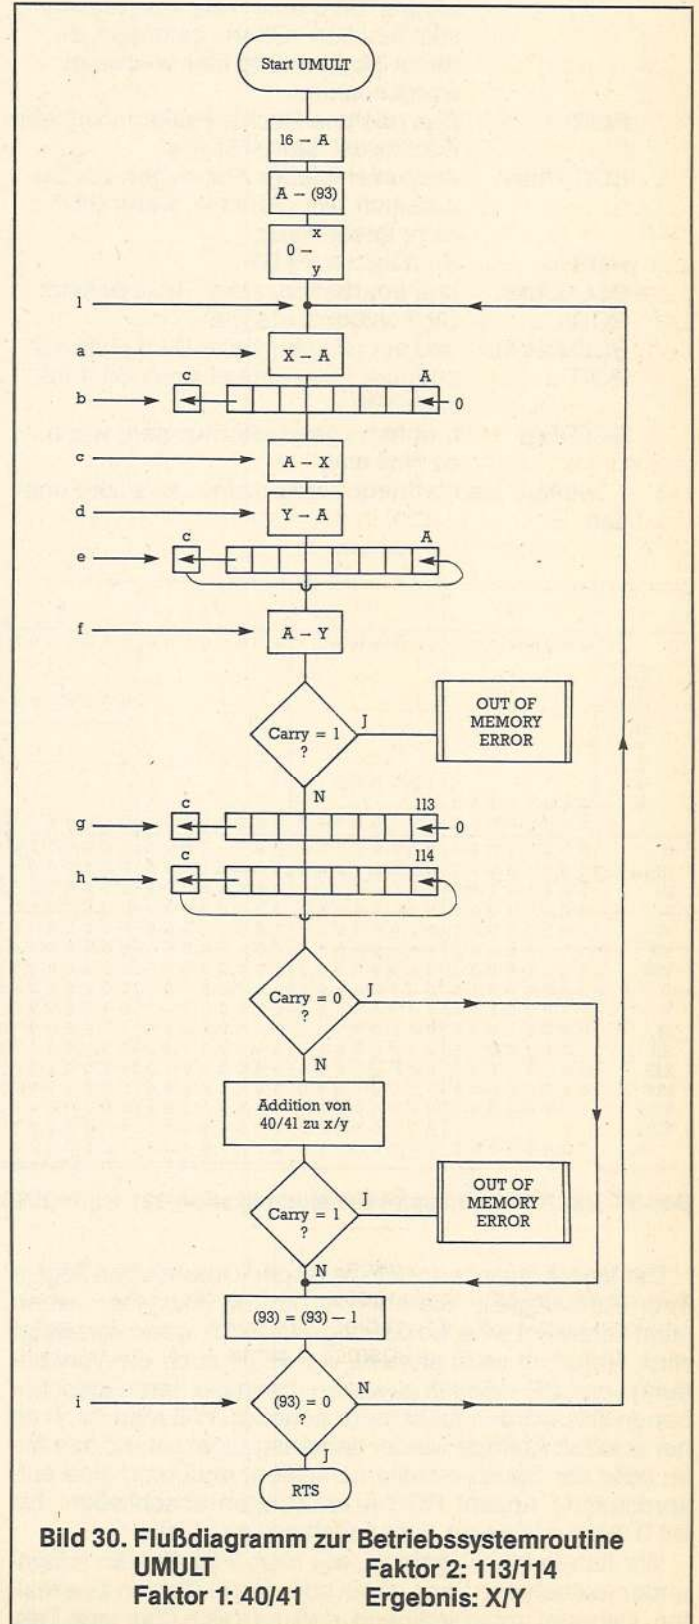 Start UMULT
16 → A
A → (93)
x
0 →
y
l
a
X → A
c A
b
0
c
A → X
d
Y → A
c A
e
f
A → Y
Carry = 1
?
J
OUT OF
MEMORY
ERROR
N
c 113
g
0
c 114
h
Carry = 0
?
J
N
Addition von
40/41 zu x/y
Carry = 1
?
J
OUT OF
MEMORY
ERROR
N
(93) = (93) – 1
i
(93) = 0
?
N
J
RTS
Bild 30. Flußdiagramm zur Betriebssystemroutine
UMULT Faktor 2: 113/114
Faktor 1: 40/41 Ergebnis: X/Y